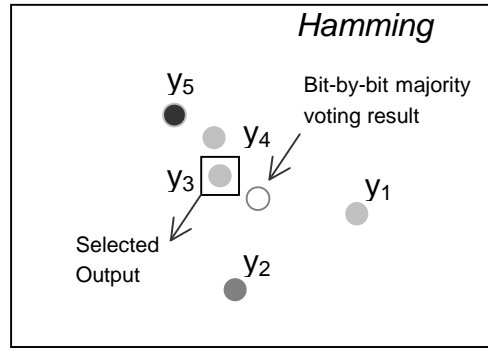 Hamming
y5
Bit-by-bit majority
voting result
y4
y3
y1
Selected
Output
y2